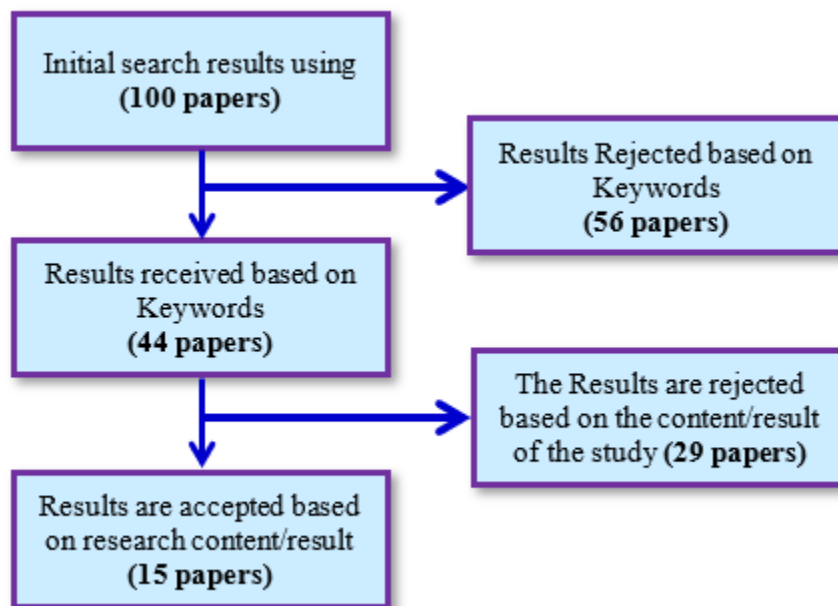 Initial search results using
(100 papers)
Results Rejected based on
Keywords
(56 papers)
Results received based on
Keywords
(44 papers)
The Results are rejected
based on the content/result
of the study (29 papers)
Results are accepted based
on research content/result
(15 papers)